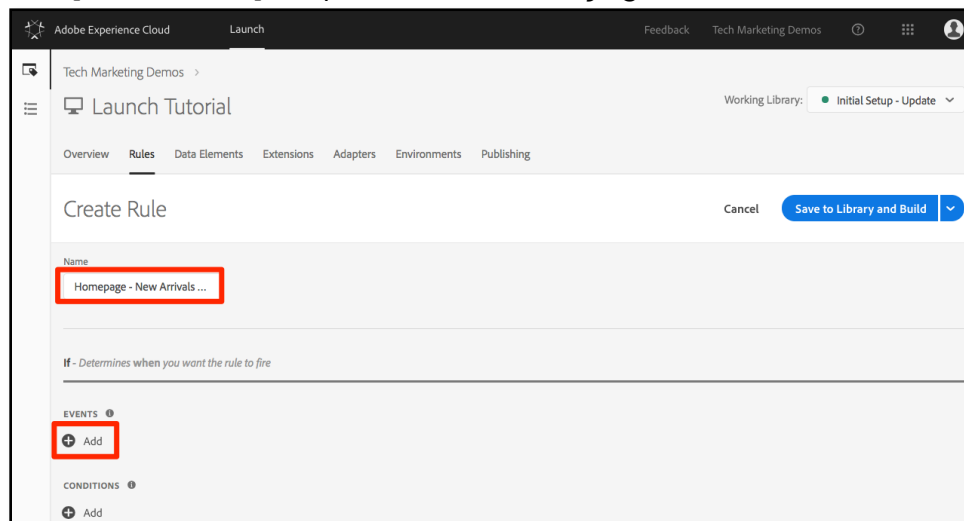 Adobe Experience Cloud Launch Feedback Tech Marketing Demos
Tech Marketing Demos >
Launch Tutorial
Working Library: Initial Setup - Update
Overview Rules Data Elements Extensions Adapters Environments Publishing
Create Rule
Cancel Save to Library and Build
Name
Homepage - New Arrivals ...
If - Determines when you want the rule to fire
EVENTS
Add
CONDITIONS
Add